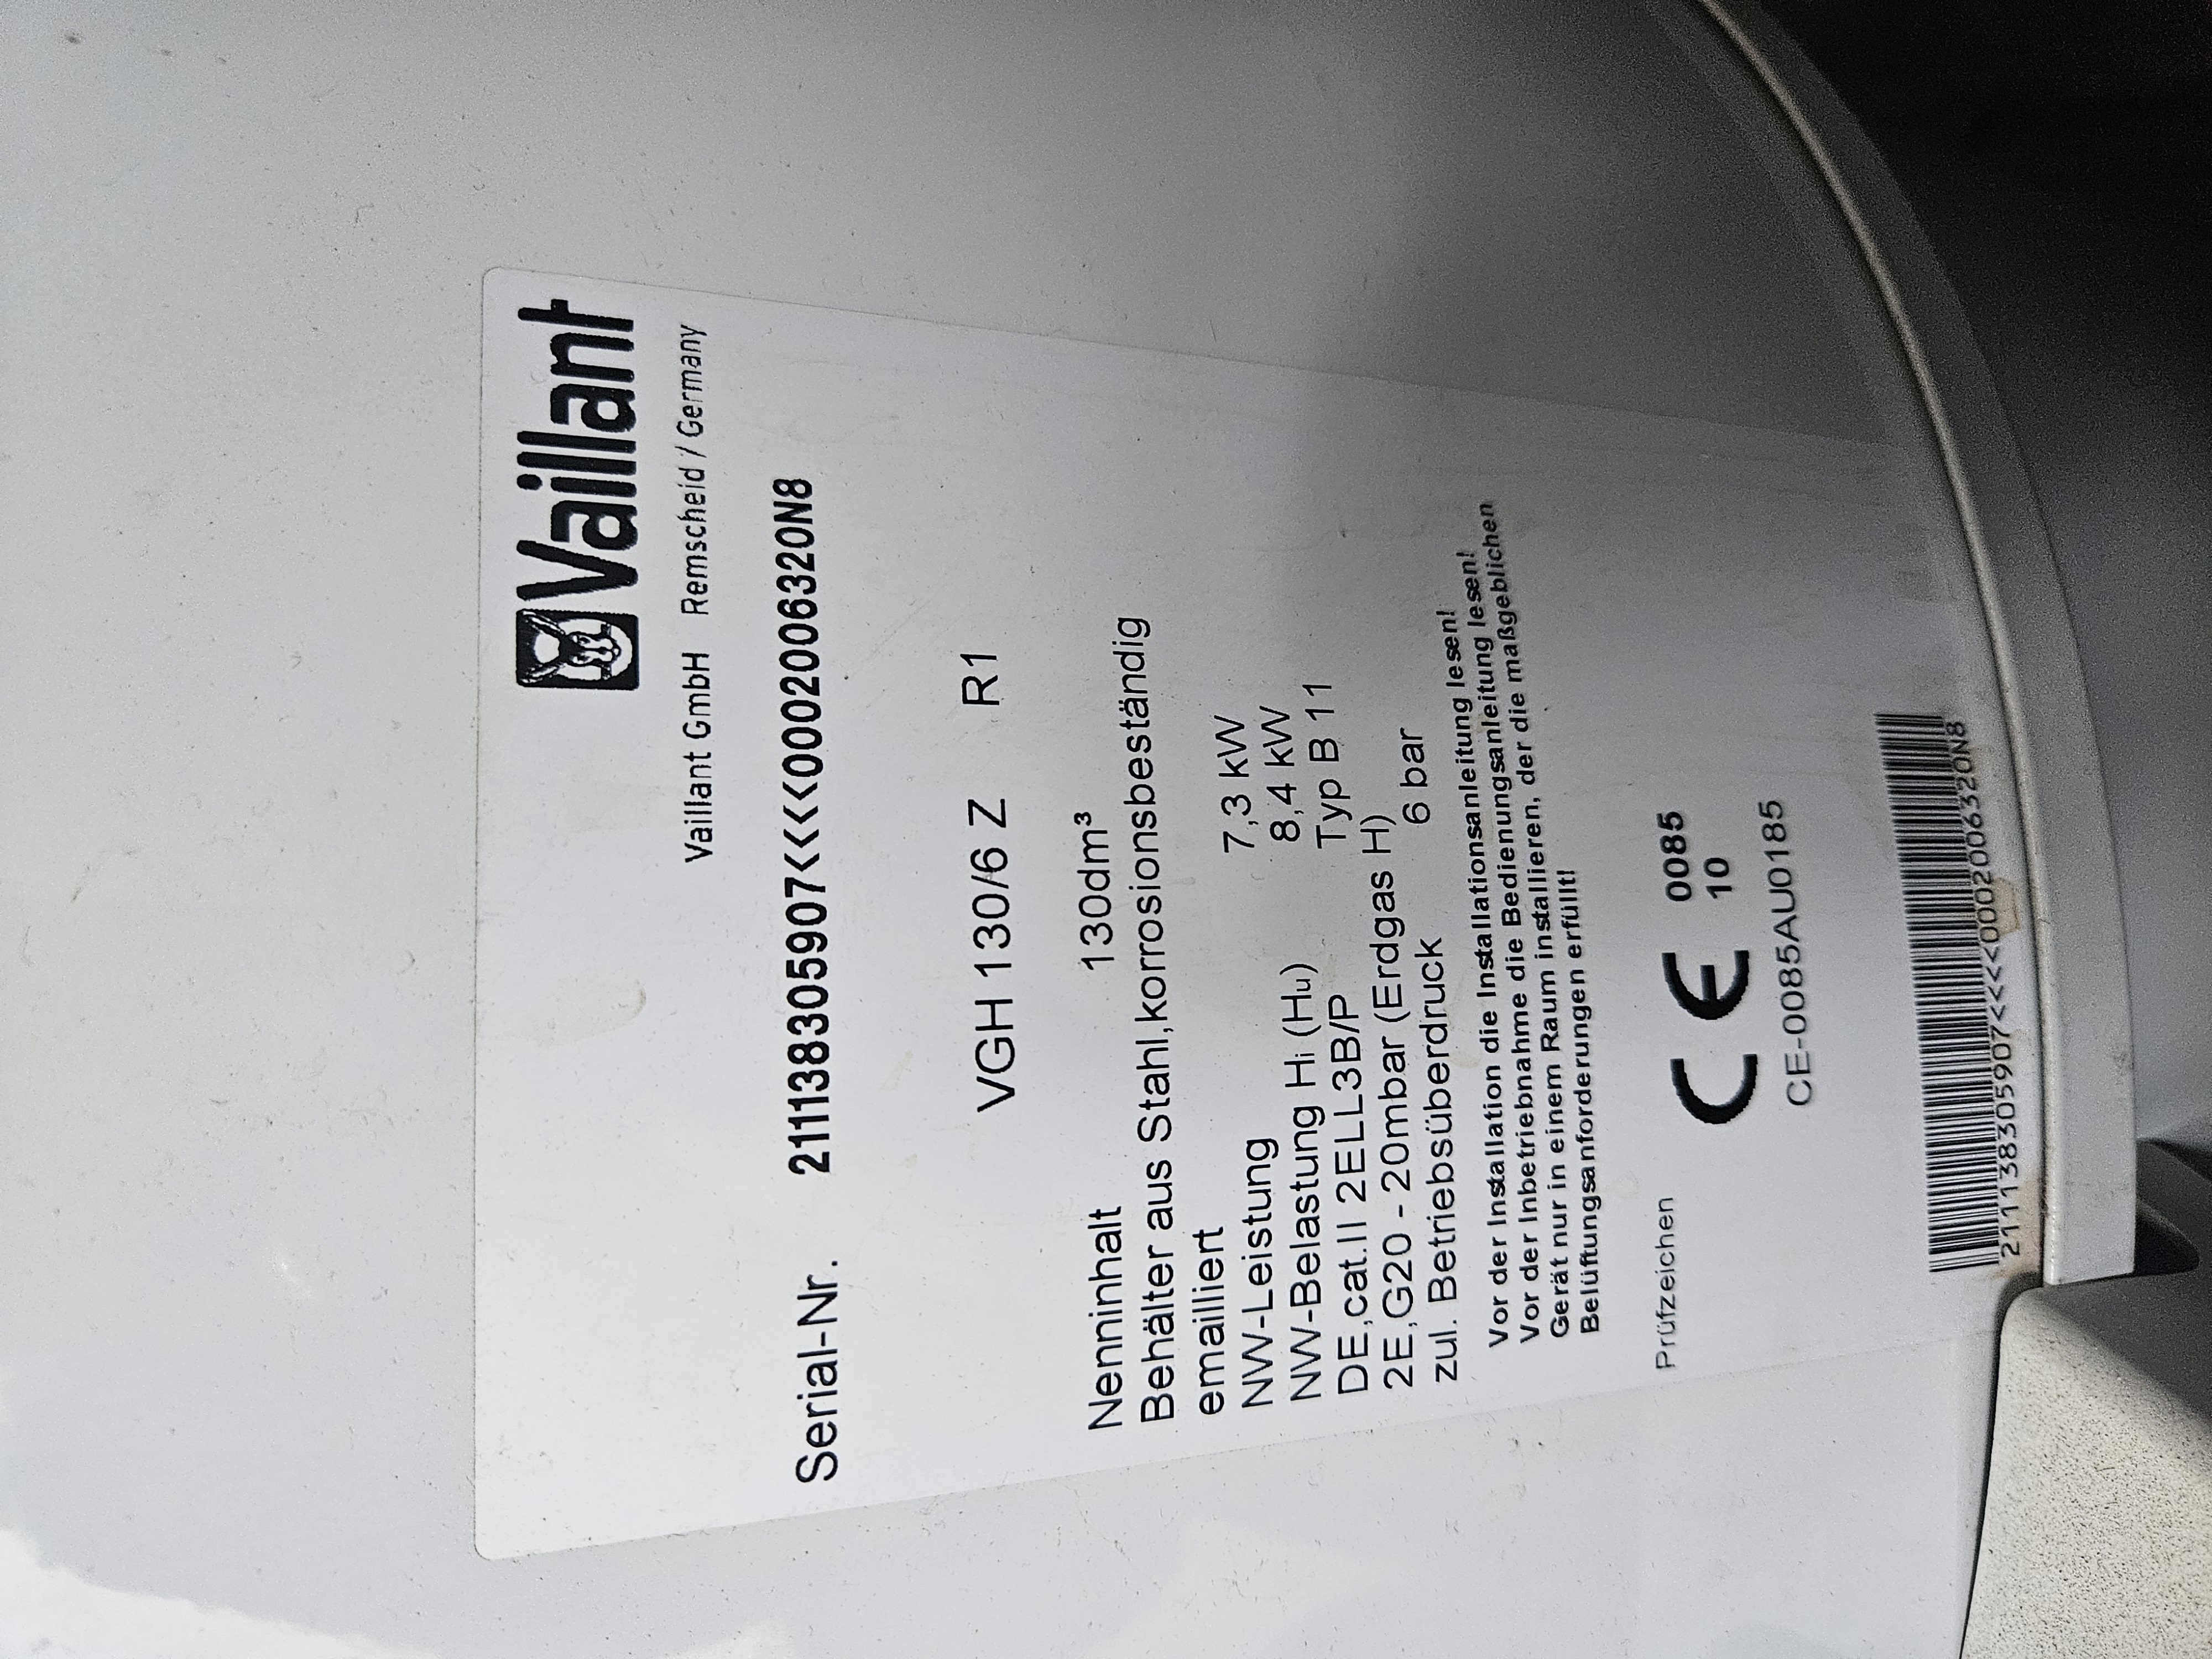 Vaillant
Vaillant GmbH Remscheid / Germany
Serial-Nr. 211138305907<<<<0002006320N8
VGH 130/6 Z R1
Nenninhalt 130dm³
Behälter aus Stahl,korrosionsbeständig
emailliert
NW-Leistung 7,3 kW
NW-Belastung Hi (Hu) 8,4 kW
DE,cat.II 2ELL3B/P Typ B 11
2E,G20 - 20mbar (Erdgas H)
zul. Betriebsüberdruck 6 bar
Vor der Installation die Installationsanleitung lesen!
Vor der Inbetriebnahme die Bedienungsanleitung lesen!
Gerät nur in einem Raum installieren, der die maßgeblichen
Belüftungsanforderungen erfüllt!
Prüfzeichen CE 0085
10
CE-0085AU0185
211138305907<<<<0002006320N8